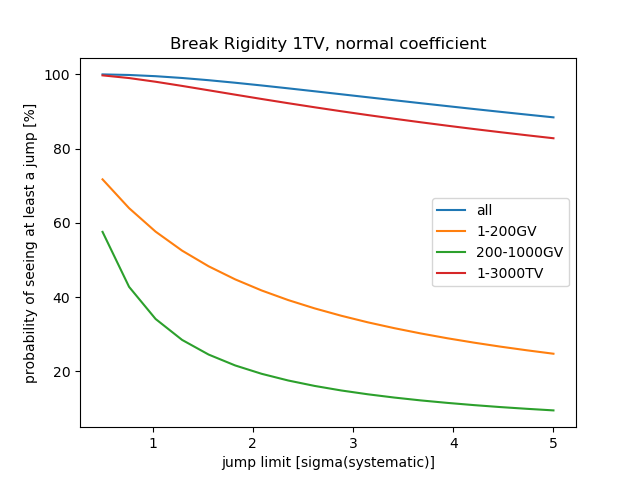 Break Rigidity 1TV, normal coefficient
probability of seeing at least a jump [%]
100
80
60
40
20
all
1-200GV
200-1000GV
1-3000TV
1 2 3 4 5
jump limit [sigma(systematic)]